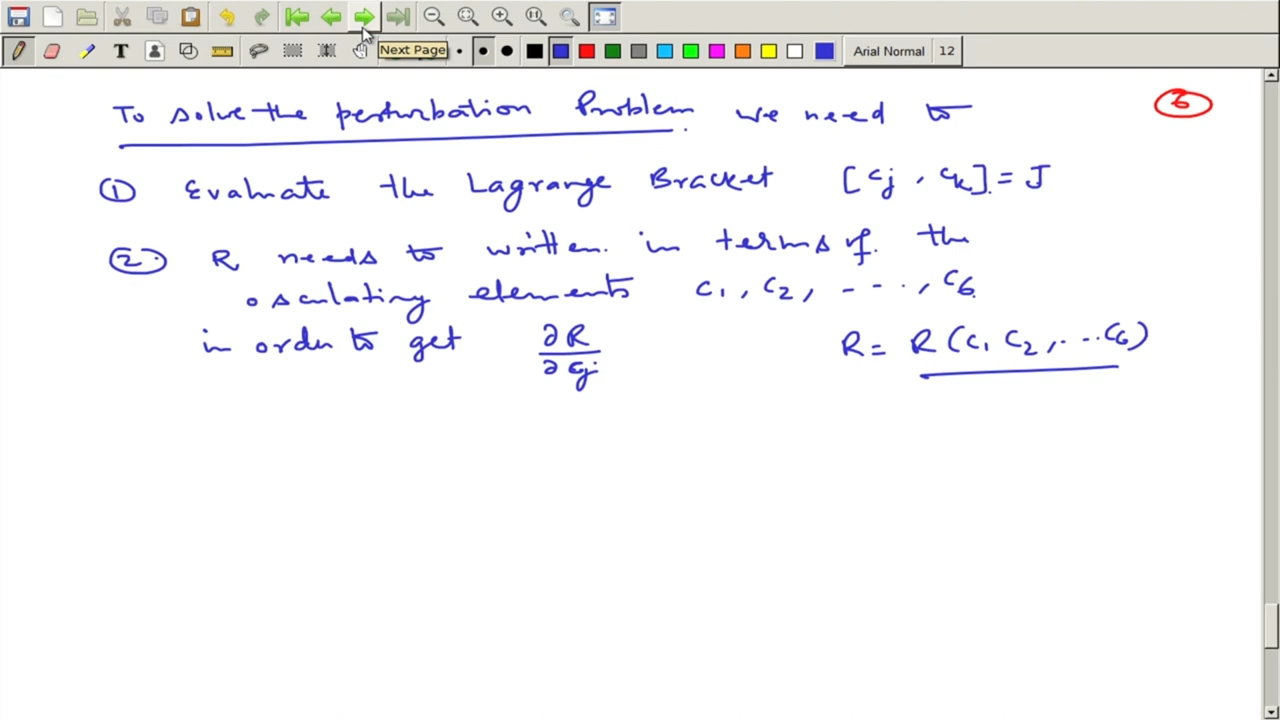 Next Page
Arial Normal 12
To solve the perturbation Problem we need to
6
① Evaluate the Lagrange Bracket [cj, ck] = J
② R needs to written in terms of the
osculating elements c1, c2, ----, c6
in order to get ∂R/∂cj R = R(c1 c2, ...c6)